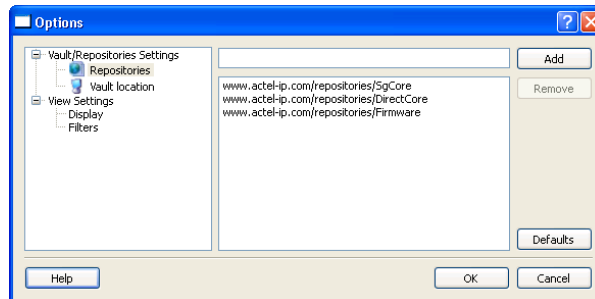 Options
Vault/Repositories Settings
Add
Repositories
Vault location
www.actel-ip.com/repositories/SgCore
Remove
View Settings
www.actel-ip.com/repositories/DirectCore
Display
www.actel-ip.com/repositories/Firmware
Filters
Defaults
Help
OK
Cancel